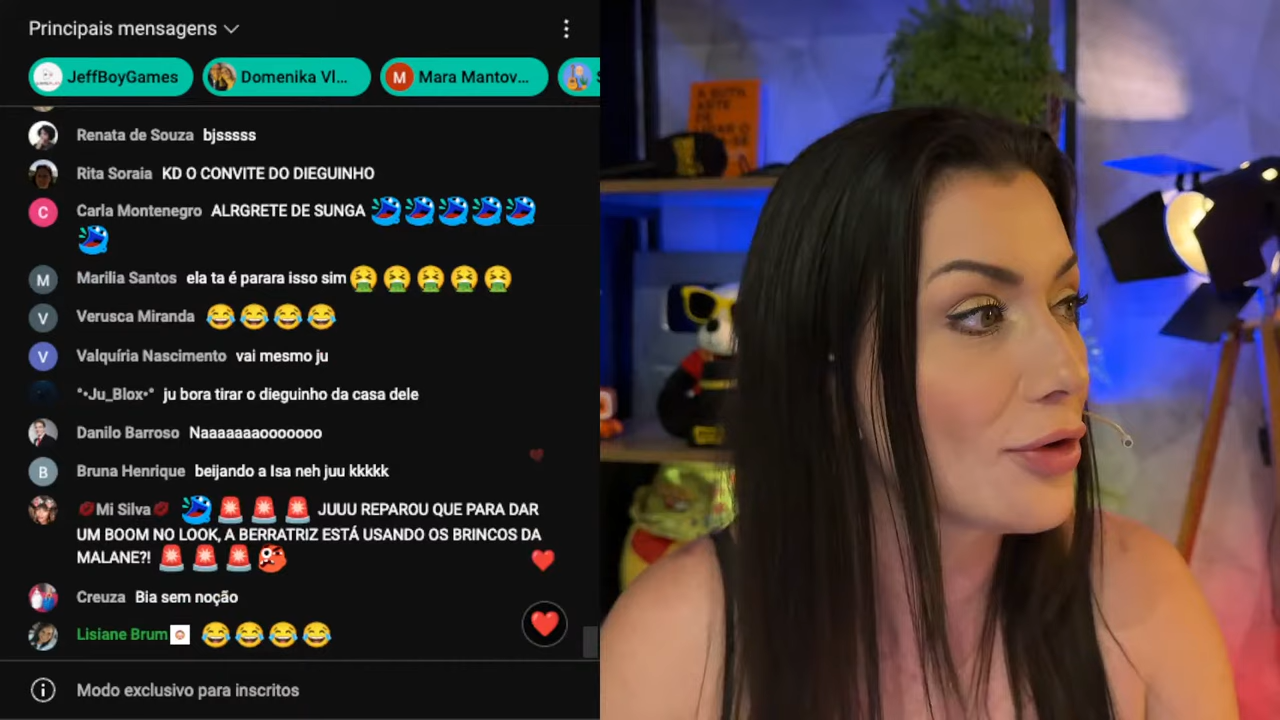 Principais mensagens
JeffBoyGames Domenika Vl... M Mara Mantov...
Renata de Souza bjsssss
Rita Soraia KD O CONVITE DO DIEGUINHO
C Carla Montenegro ALRGRETE DE SUNGA
M Marilia Santos ela ta é parara isso sim
V Verusca Miranda
V Valquíria Nascimento vai mesmo ju
°•Ju_Blox•° ju bora tirar o dieguinho da casa dele
Danilo Barroso Naaaaaaaooooooo
B Bruna Henrique beijando a Isa neh juu kkkkk
💋Mi Silva💋 JUUU REPAROU QUE PARA DAR
UM BOOM NO LOOK, A BERRATRIZ ESTÁ USANDO OS BRINCOS DA
MALANE?!
Creuza Bia sem noção
Lisiane Brum
Modo exclusivo para inscritos
A SUTIL
ARTE
DE